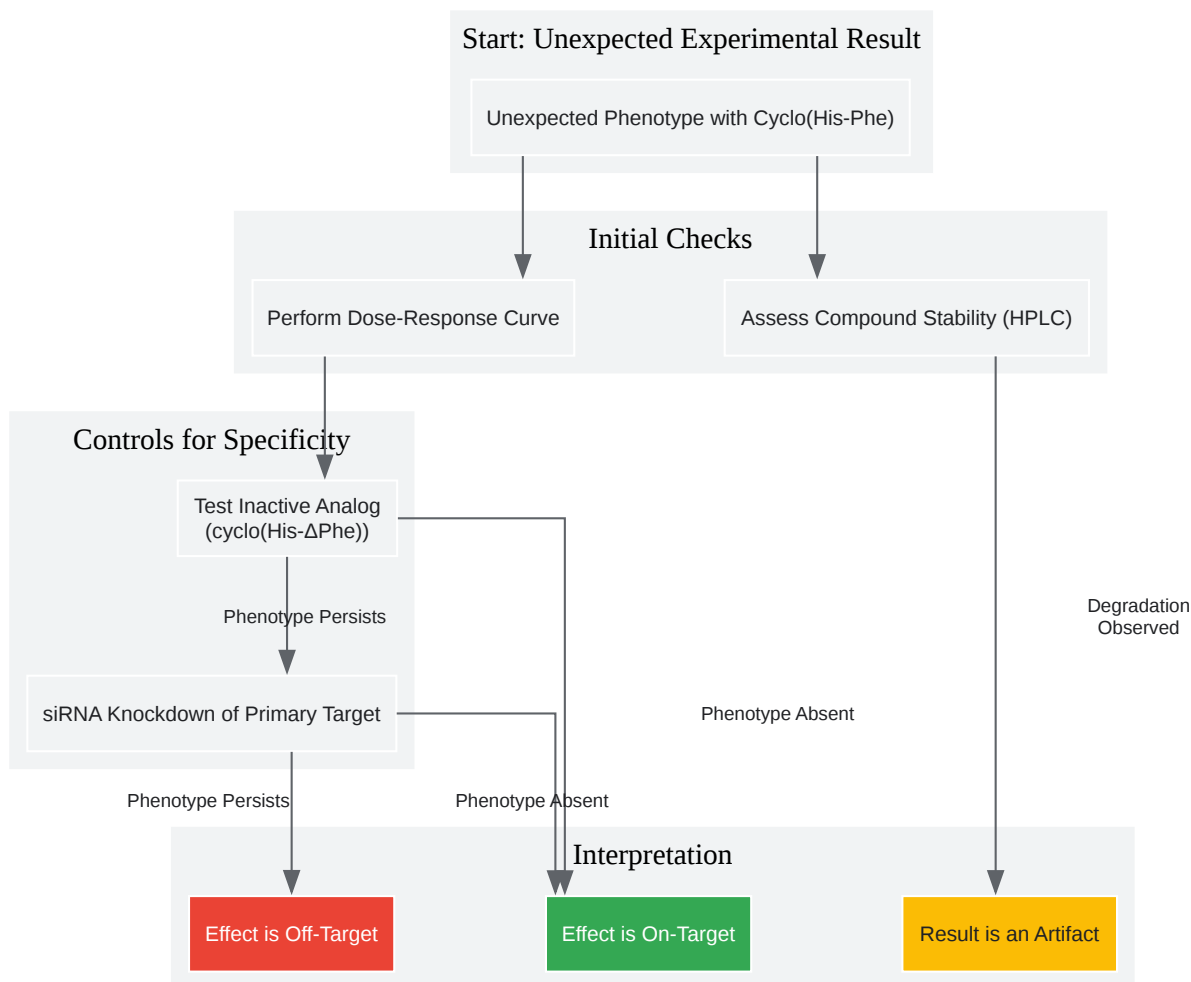 Start: Unexpected Experimental Result
Unexpected Phenotype with Cyclo(His-Phe)
Initial Checks
Perform Dose-Response Curve
Assess Compound Stability (HPLC)
Controls for Specificity
Test Inactive Analog
(cyclo(His-ΔPhe))
Phenotype Persists
Degradation
Observed
siRNA Knockdown of Primary Target
Phenotype Absent
Phenotype Persists
Phenotype Absent
Interpretation
Effect is Off-Target
Effect is On-Target
Result is an Artifact